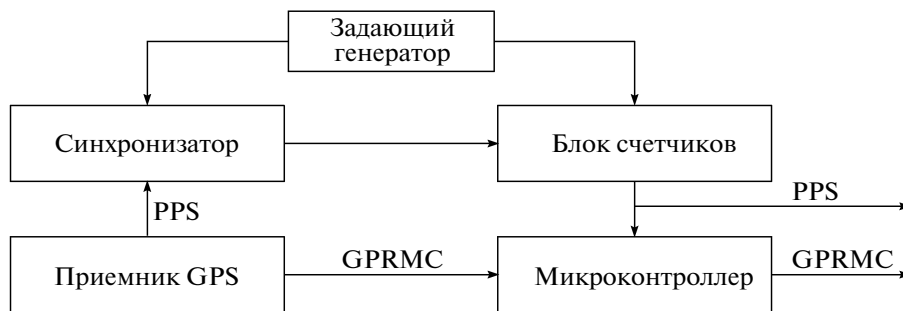 Задающий
генератор
Синхронизатор
Блок счетчиков
PPS
PPS
Приемник GPS
GPRMC
Микроконтроллер
GPRMC